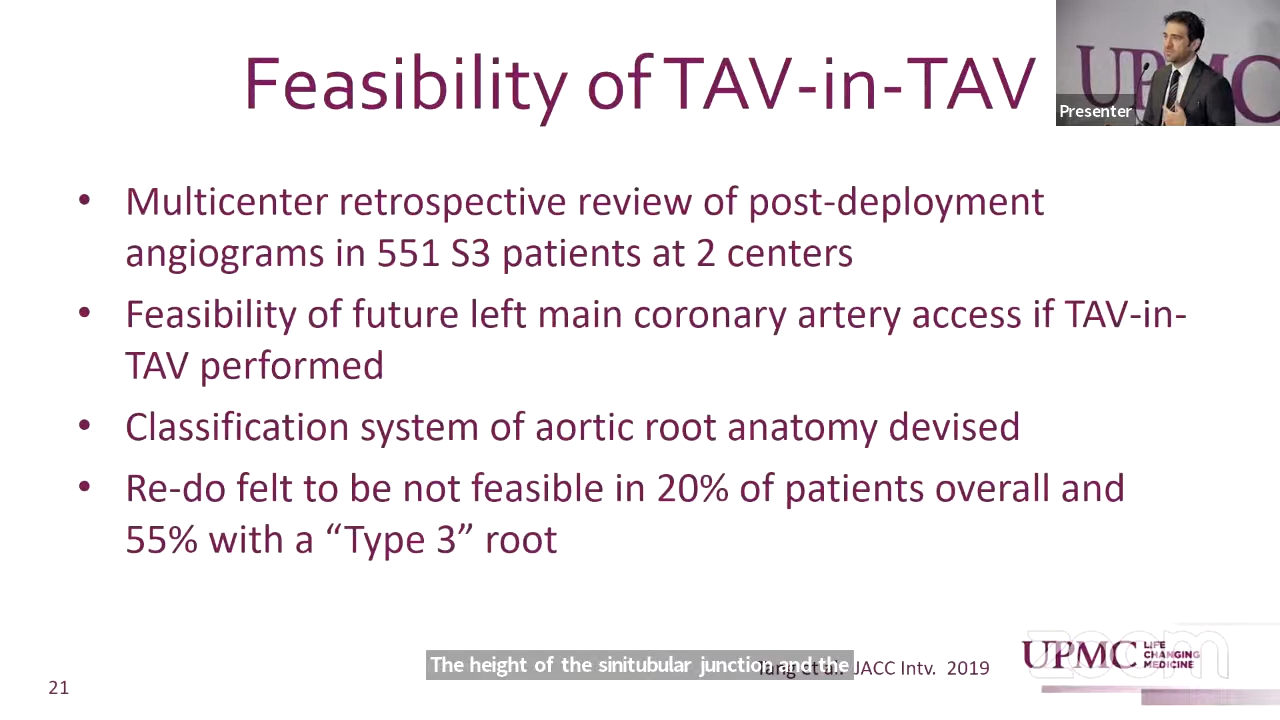 Feasibility of TAV-in-TAV
UPMC
Presenter
• Multicenter retrospective review of post-deployment
angiograms in 551 S3 patients at 2 centers
• Feasibility of future left main coronary artery access if TAV-in-
TAV performed
• Classification system of aortic root anatomy devised
• Re-do felt to be not feasible in 20% of patients overall and
55% with a “Type 3” root
The height of the sinitubular junction and the
JACC Intv. 2019
UPMC LIFE
CHANGING
MEDICINE
zoom
21